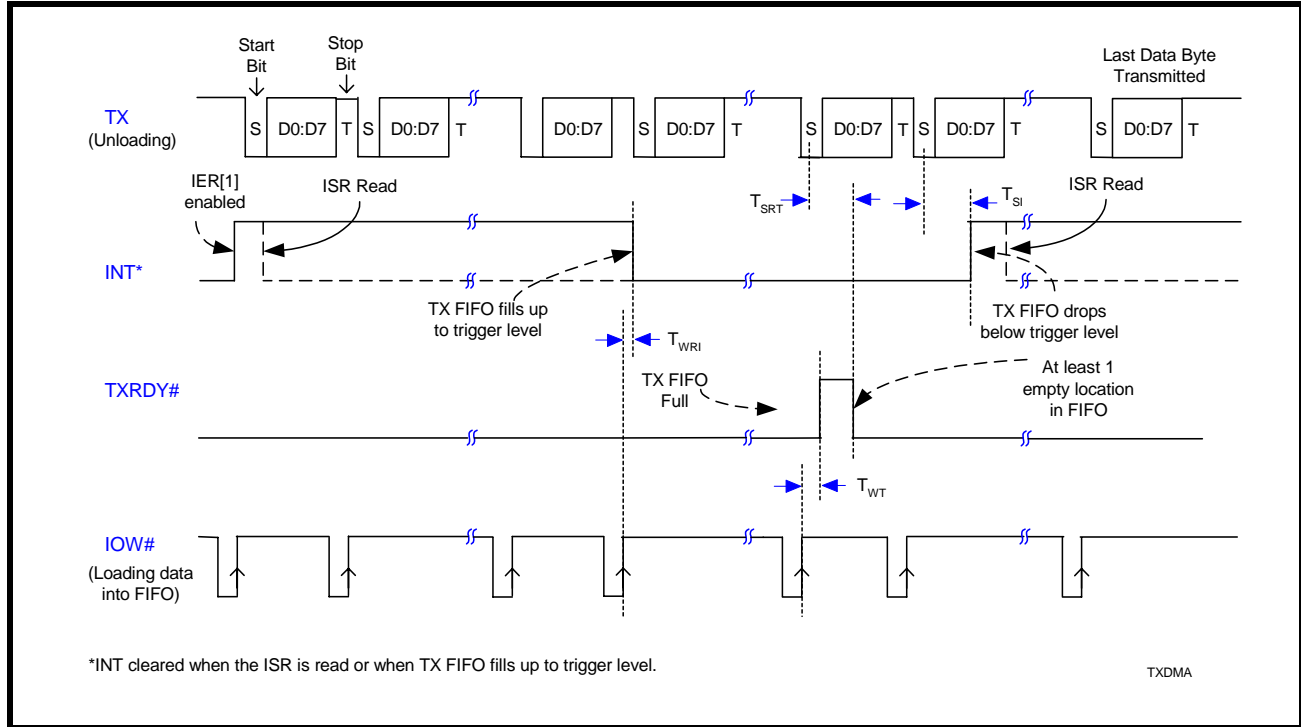 Start
Bit
Stop
Bit
Last Data Byte
Transmitted
TX
(Unloading)
S
D0:D7
T
S
D0:D7
T
D0:D7
S
D0:D7
T
S
D0:D7
T
S
D0:D7
T
S
D0:D7
T
IER[1]
enabled
ISR Read
TSRT
TSI
ISR Read
INT*
TX FIFO fills up
to trigger level
TX FIFO drops
below trigger level
TWRI
TXRDY#
TX FIFO
Full
At least 1
empty location
in FIFO
TWT
IOW#
(Loading data
into FIFO)
*INT cleared when the ISR is read or when TX FIFO fills up to trigger level.
TXDMA